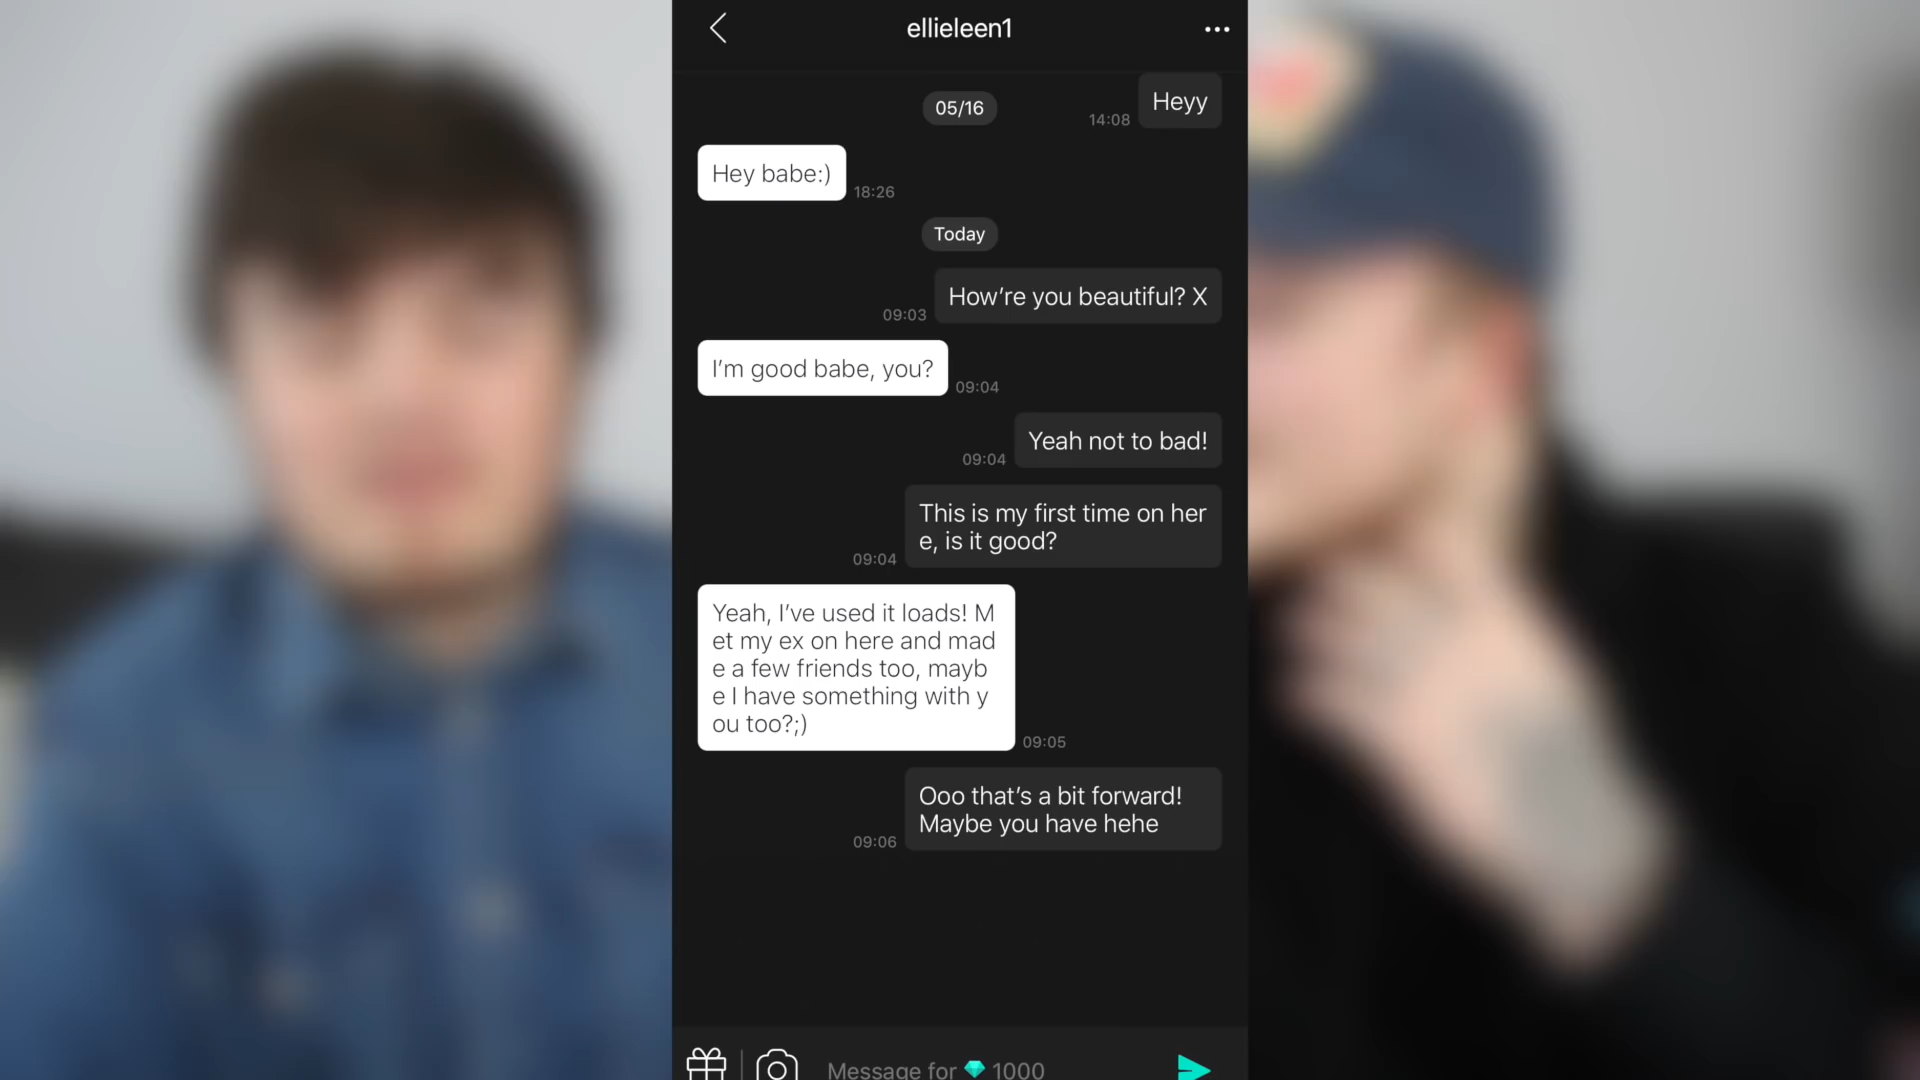 ellieleen1
05/16
Heyy
14:08
Hey babe:)
18:26
Today
How're you beautiful? X
09:03
I'm good babe, you?
09:04
Yeah not to bad!
09:04
This is my first time on her
e, is it good?
09:04
Yeah, I've used it loads! M
et my ex on here and mad
e a few friends too, mayb
e I have something with y
ou too?;)
09:05
Ooo that's a bit forward!
Maybe you have hehe
09:06
Message for 1000